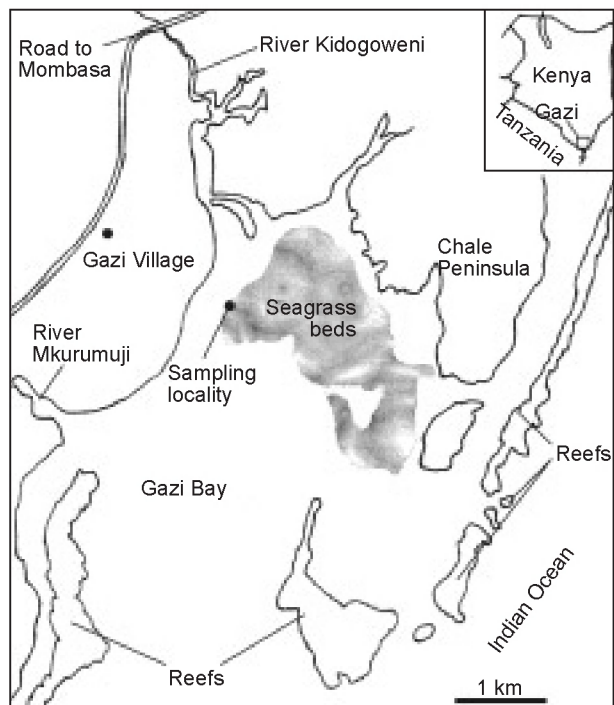 Road to
Mombasa
River Kidogoweni
Kenya
Gazi
Tanzania
Gazi Village
Chale
Peninsula
Seagrass
beds
River
Mkurumuji
Sampling
locality
Reefs
Gazi Bay
Indian Ocean
Reefs
1 km